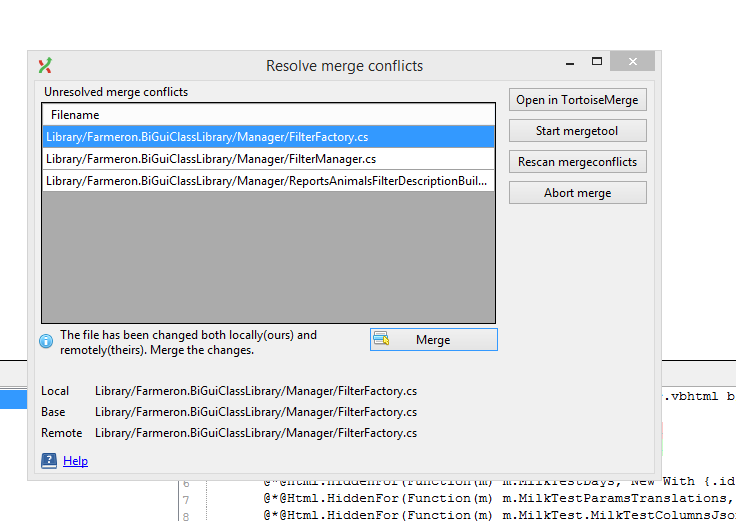 Resolve merge conflicts
Unresolved merge conflicts
Filename
Library/Farmeron.BiGuiClassLibrary/Manager/FilterFactory.cs
Library/Farmeron.BiGuiClassLibrary/Manager/FilterManager.cs
Library/Farmeron.BiGuiClassLibrary/Manager/ReportsAnimalsFilterDescriptionBuil...
Open in TortoiseMerge
Start mergetool
Rescan mergeconflicts
Abort merge
The file has been changed both locally(ours) and
remotely(theirs). Merge the changes.
Merge
Local Library/Farmeron.BiGuiClassLibrary/Manager/FilterFactory.cs
Base Library/Farmeron.BiGuiClassLibrary/Manager/FilterFactory.cs
Remote Library/Farmeron.BiGuiClassLibrary/Manager/FilterFactory.cs
Help
.vbhtml b
6 @*@Html.HiddenFor(Function(m) m.MilkTestDays, New With {.id
7 @*@Html.HiddenFor(Function(m) m.MilkTestParamsTranslations,
8 @*@Html.HiddenFor(Function(m) m.MilkTest.MilkTestColumnsJson